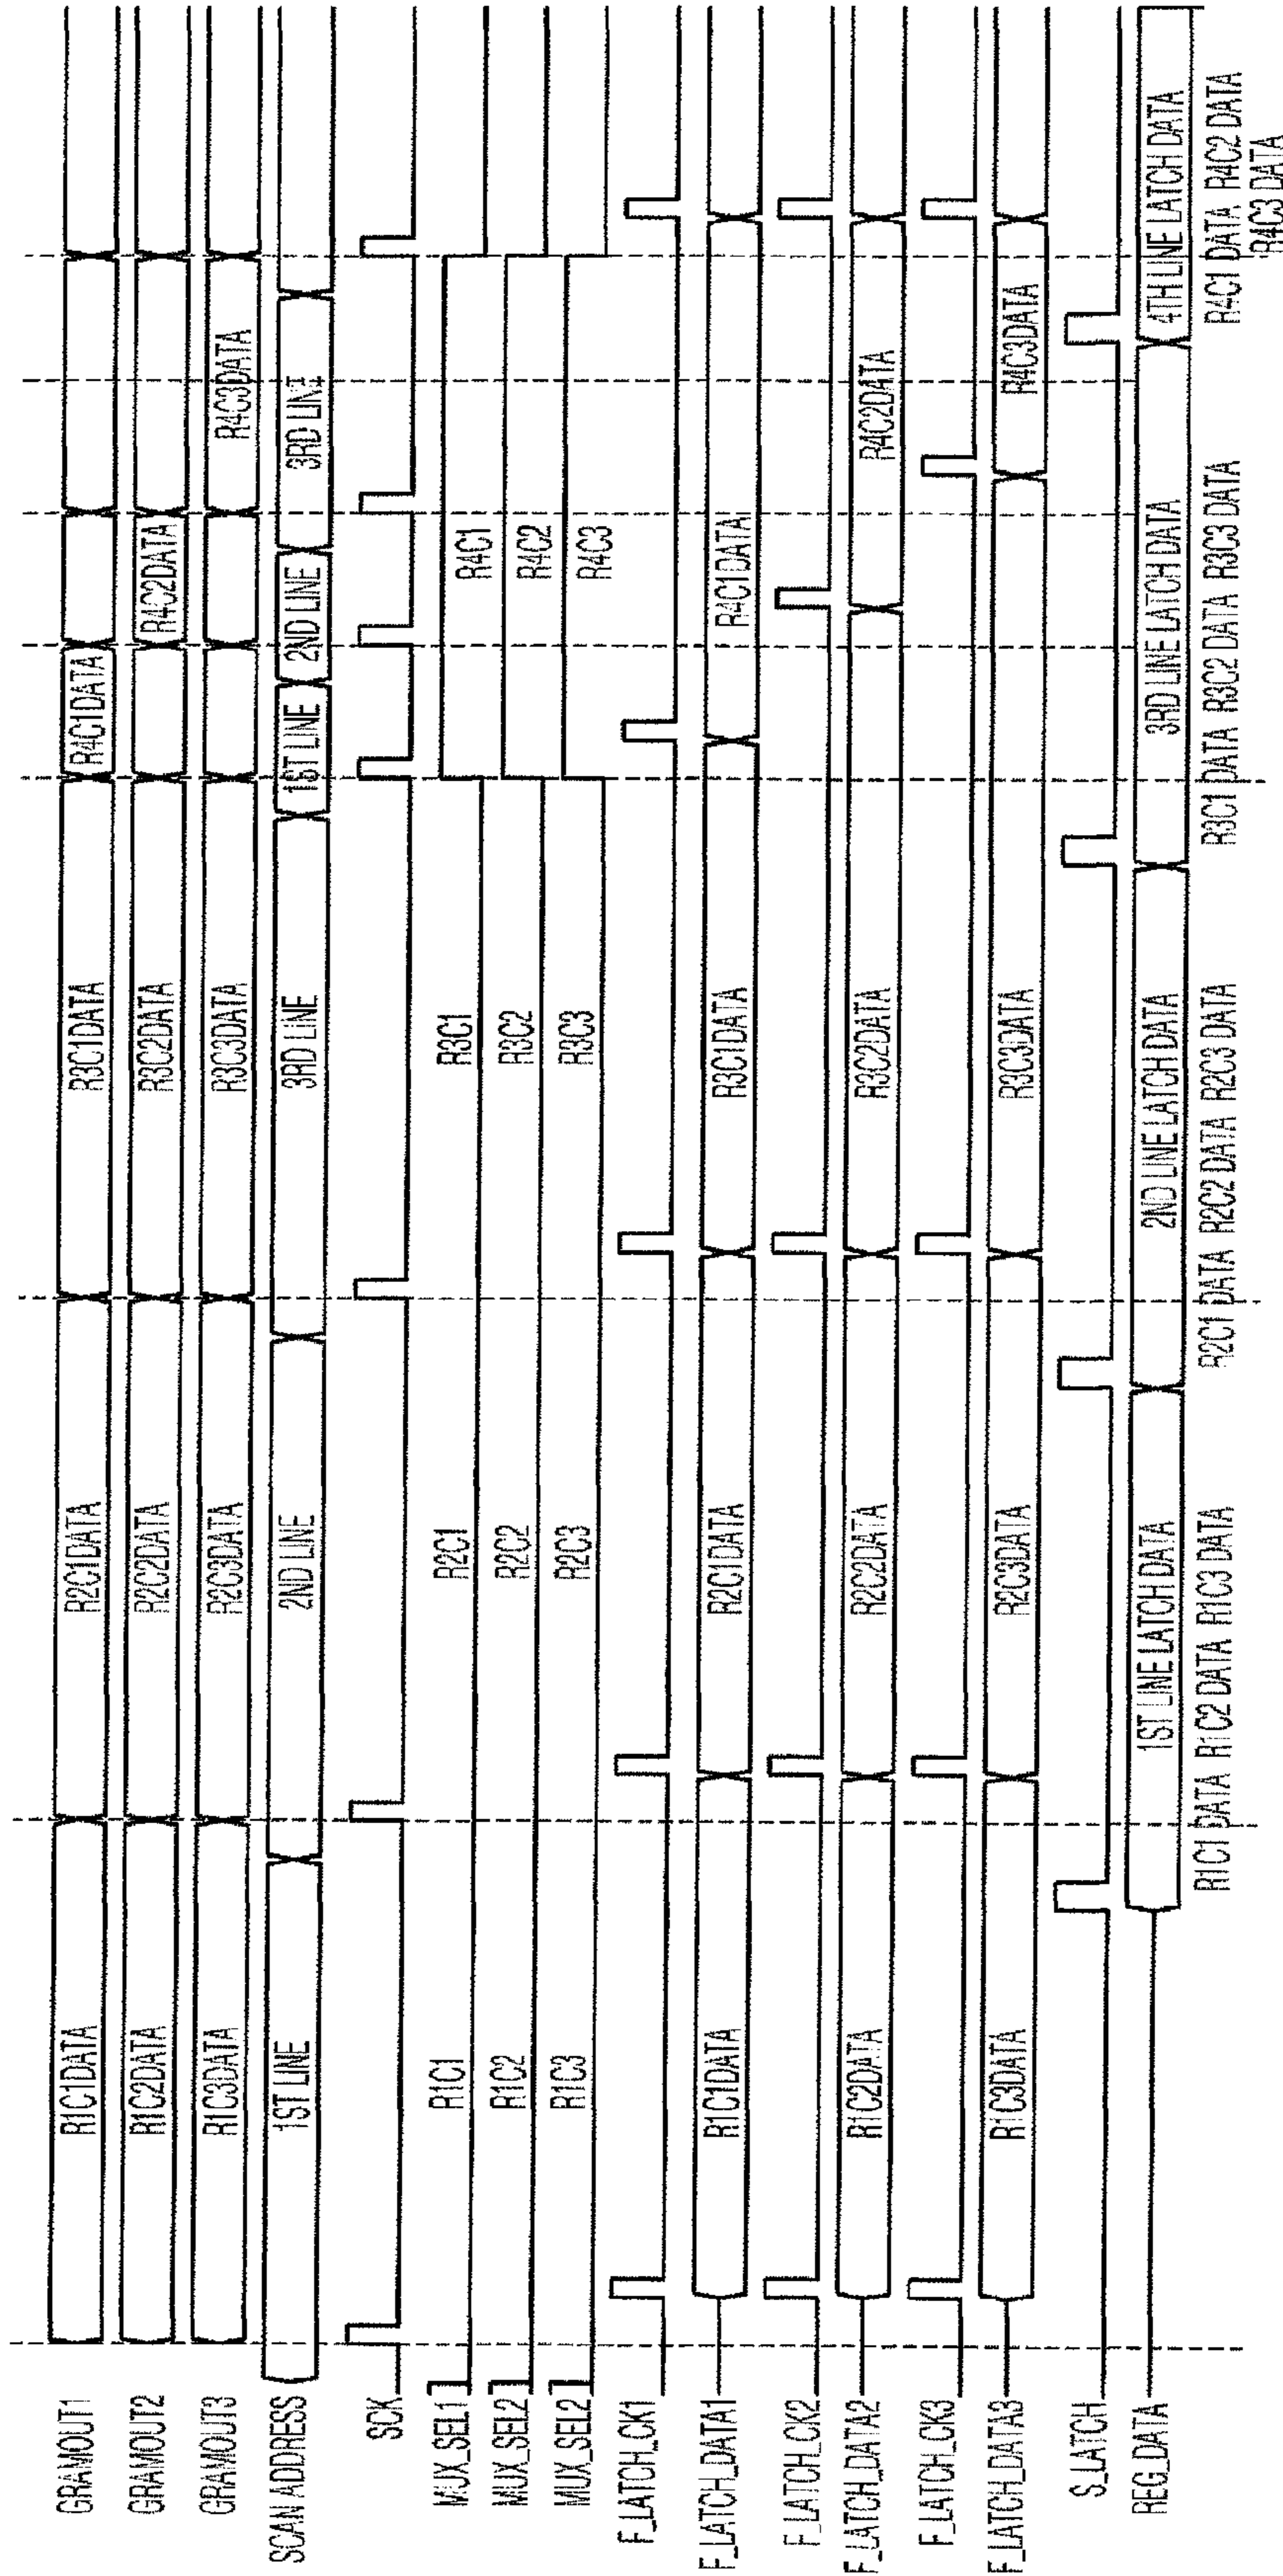 GRAMOUT1 R1C1DATA R2C1DATA R3C1DATA R4C1DATA
GRAMOUT2 R1C2DATA R2C2DATA R3C2DATA R4C2DATA
GRAMOUT3 R1C3DATA R2C3DATA R3C3DATA R4C3DATA
SCAN ADDRESS 1ST LINE 2ND LINE 3RD LINE 1ST LINE 2ND LINE 3RD LINE
SCK
MUX_SEL1 R1C1 R2C1 R3C1 R4C1
MUX_SEL2 R1C2 R2C2 R3C2 R4C2
MUX_SEL2 R1C3 R2C3 R3C3 R4C3
F_LATCH_CK1
F_LATCH_DATA1 R1C1DATA R2C1DATA R3C1DATA R4C1DATA
F_LATCH_CK2
F_LATCH_DATA2 R1C2DATA R2C2DATA R3C2DATA R4C2DATA
F_LATCH_CK3
F_LATCH_DATA3 R1C3DATA R2C3DATA R3C3DATA R4C3DATA
S_LATCH
REG_DATA 1ST LINE LATCH DATA 2ND LINE LATCH DATA 3RD LINE LATCH DATA 4TH LINE LATCH DATA
R1C1 DATA R1C2 DATA R1C3 DATA R2C1 DATA R2C2 DATA R2C3 DATA R3C1 DATA R3C2 DATA R3C3 DATA R4C1 DATA R4C2 DATA
R4C3 DATA